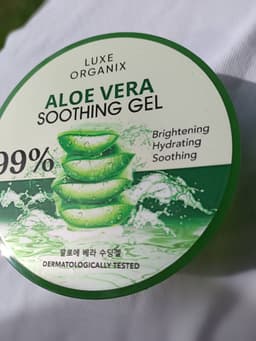 LUXE
ORGANIX
ALOE VERA
SOOTHING GEL
99%
Brightening
Hydrating
Soothing
알로에 베라 수딩젤
DERMATOLOGICALLY TESTED